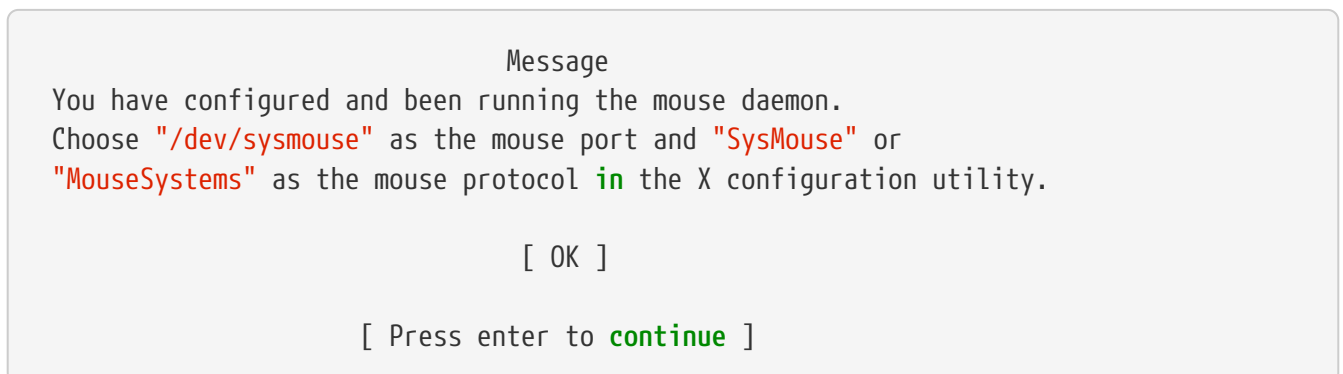 Message
You have configured and been running the mouse daemon.
Choose "/dev/sysmouse" as the mouse port and "SysMouse" or
"MouseSystems" as the mouse protocol in the X configuration utility.
[ OK ]
[ Press enter to continue ]